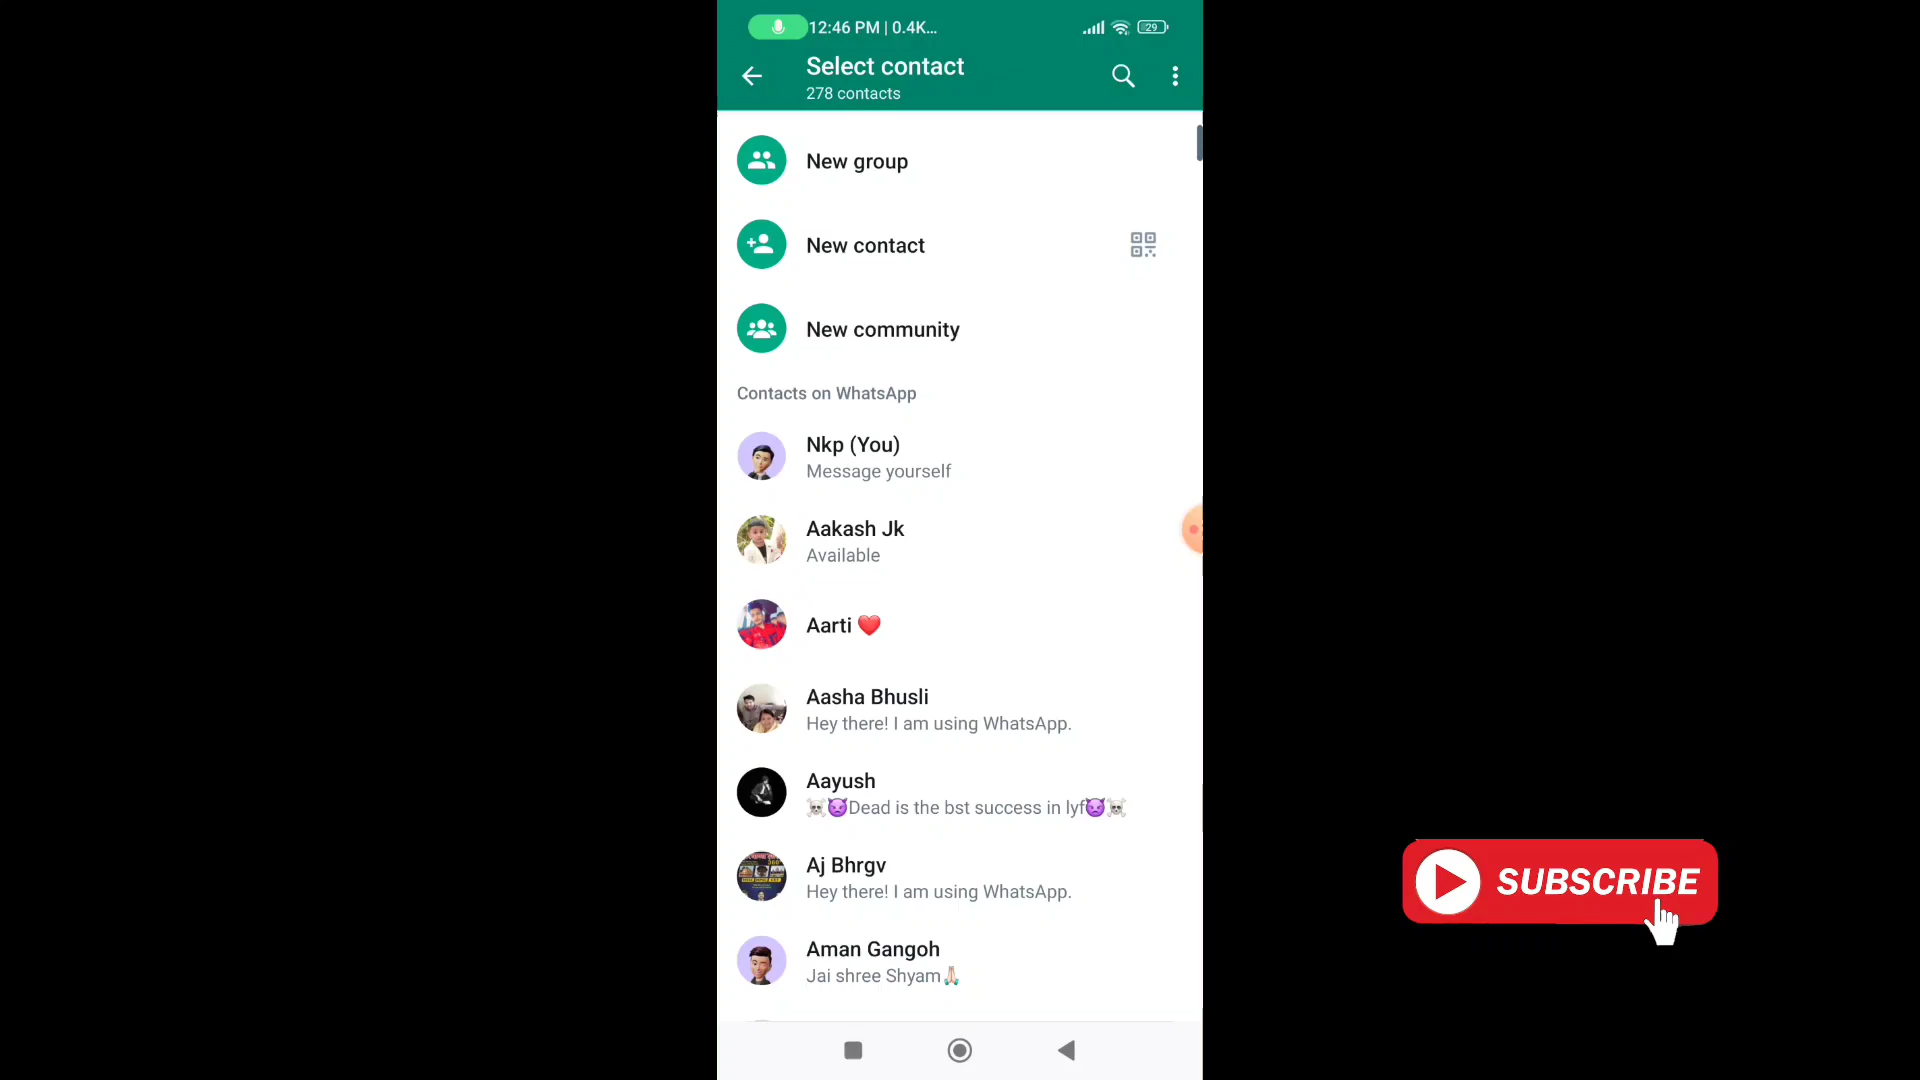 12:46 PM | 0.4K...
29
Select contact
278 contacts
New group
New contact
New community
Contacts on WhatsApp
Nkp (You)
Message yourself
Aakash Jk
Available
Aarti ❤️
Aasha Bhusli
Hey there! I am using WhatsApp.
Aayush
☠️👿Dead is the bst success in lyf👿☠️
Aj Bhrgv
Hey there! I am using WhatsApp.
Aman Gangoh
Jai shree Shyam🙏🏻
SUBSCRIBE